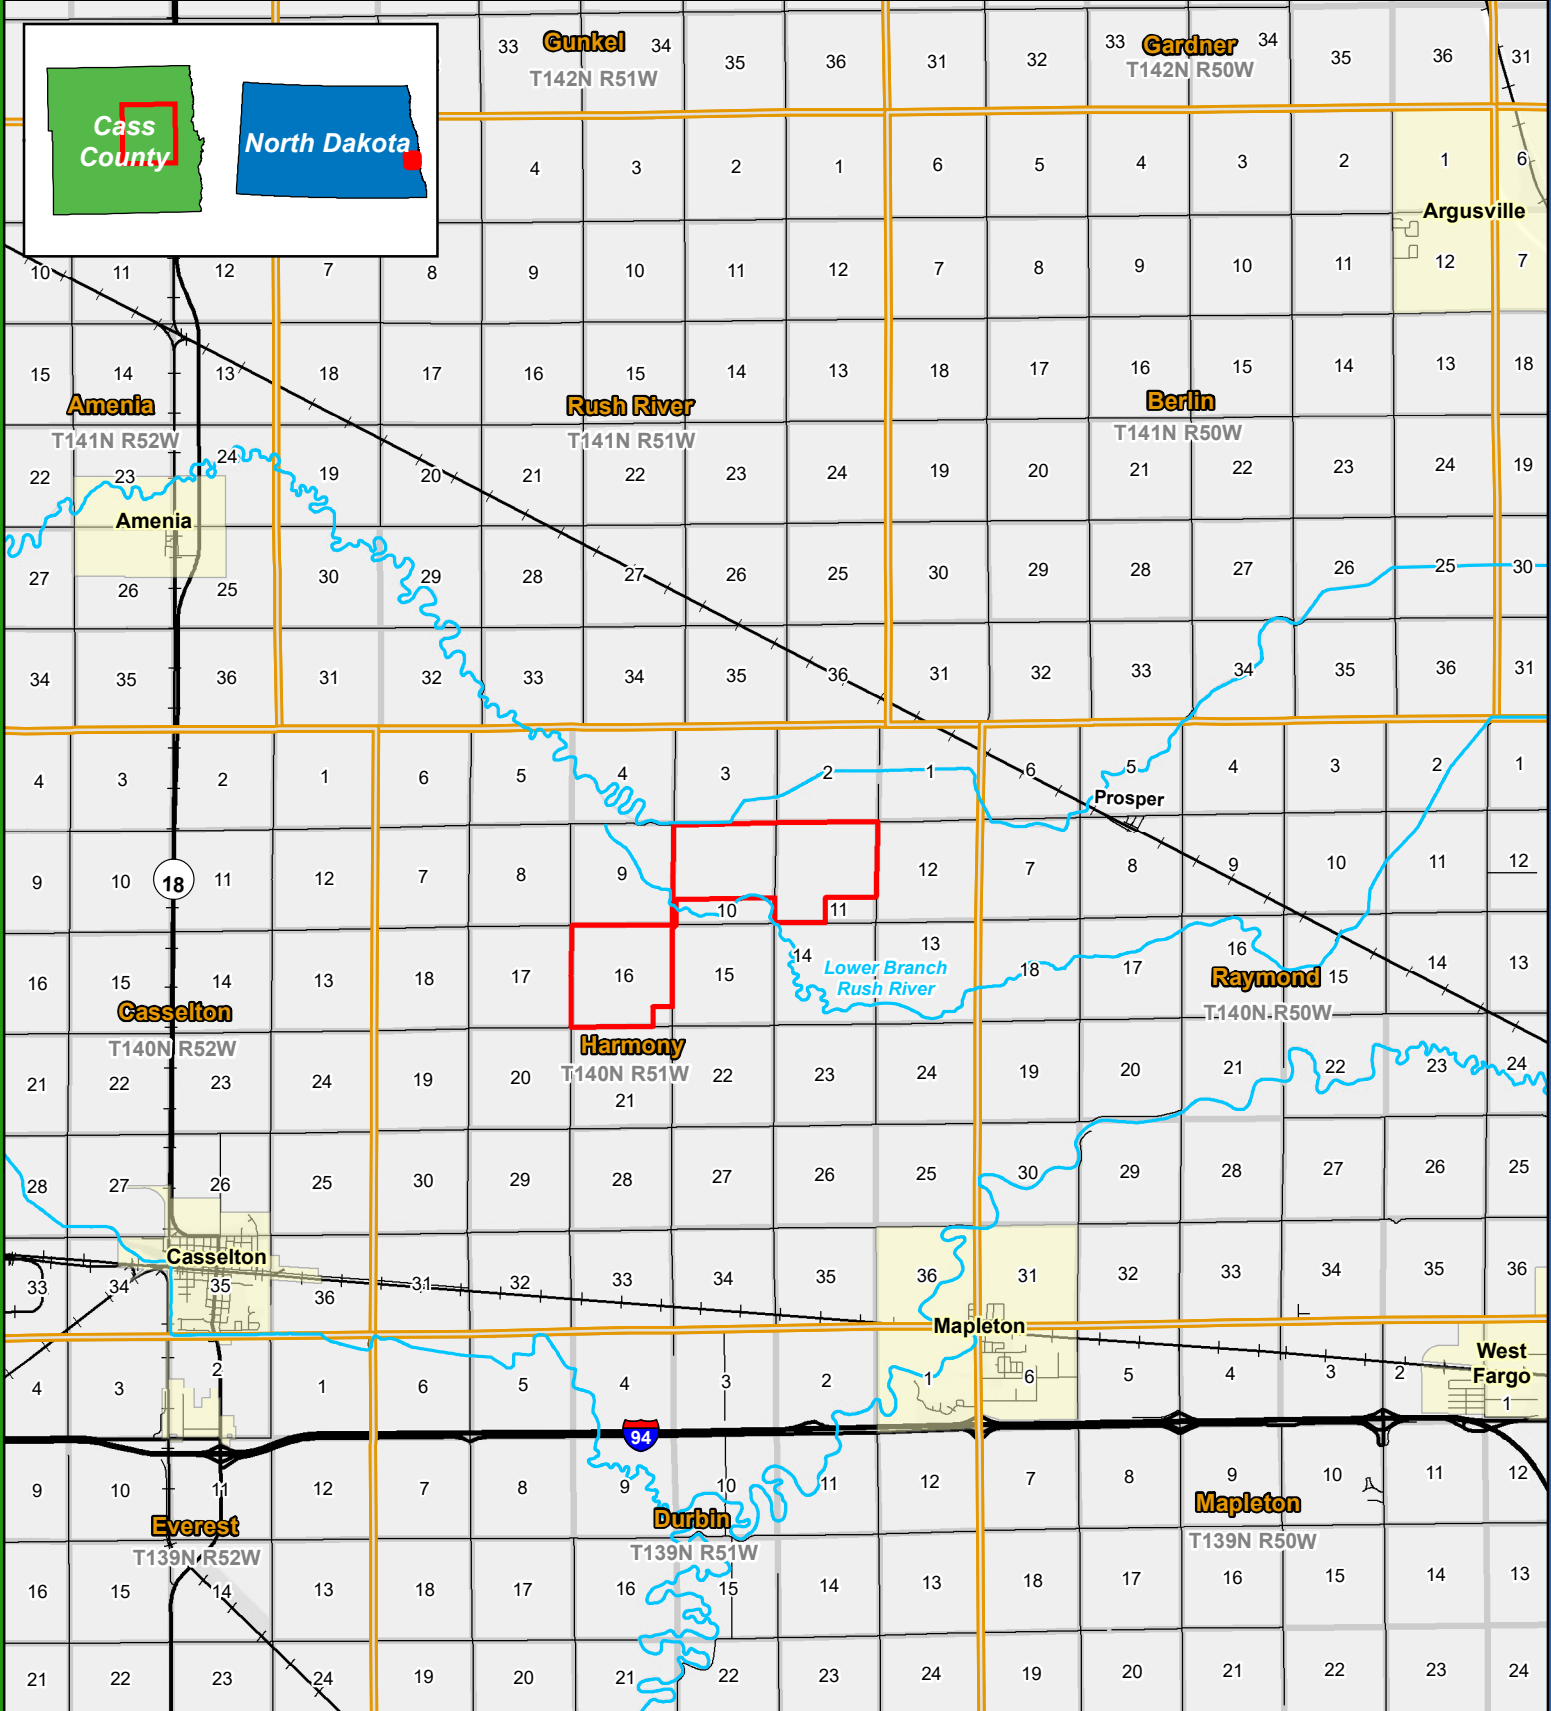 33 Gunkel 34 35 36 31 32 33 Gardner 34 35 36 31
T142N R51W T142N R50W
Cass
County
North Dakota
4 3 2 1 6 5 4 3 2 1 6
Argusville
10 11 12 7 8 9 10 11 12 7 8 9 10 11 12 7
15 14 13 18 17 16 15 14 13 18 17 16 15 14 13 18
Amenia Rush River Berlin
T141N R52W T141N R51W T141N R50W
22 23 24 19 20 21 22 23 24 19 20 21 22 23 24 19
Amenia
27 26 25 30 29 28 27 26 25 30 29 28 27 26 25 30
34 35 36 31 32 33 34 35 36 31 32 33 34 35 36 31
4 3 2 1 6 5 4 3 2 1 6 5 4 3 2 1
Prosper
9 10 18 11 12 7 8 9 10 11 12 7 8 9 10 11 12
16 15 14 13 18 17 16 15 14 13 18 17 16 15 14 13
Lower Branch
Rush River
Casselton Harmony Raymond
T140N R52W T140N R51W T140N R50W
21 22 23 24 19 20 21 22 23 24 19 20 21 22 23 24
28 27 26 25 30 29 28 27 26 25 30 29 28 27 26 25
Casselton
33 34 35 36 31 32 33 34 35 36 31 32 33 34 35 36
Mapleton
West
Fargo
4 3 2 1 6 5 4 3 2 1 6 5 4 3 2 1
94
9 10 11 12 7 8 9 10 11 12 7 8 9 10 11 12
Everest Durbin Mapleton
T139N R52W T139N R51W T139N R50W
16 15 14 13 18 17 16 15 14 13 18 17 16 15 14 13
21 22 23 24 19 20 21 22 23 24 19 20 21 22 23 24